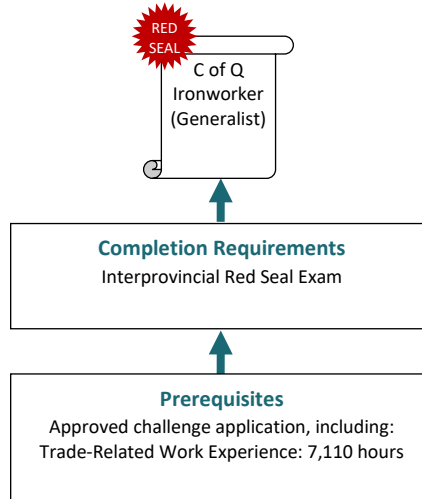 RED
SEAL
C of Q
Ironworker
(Generalist)
Completion Requirements
Interprovincial Red Seal Exam
Prerequisites
Approved challenge application, including:
Trade-Related Work Experience: 7,110 hours